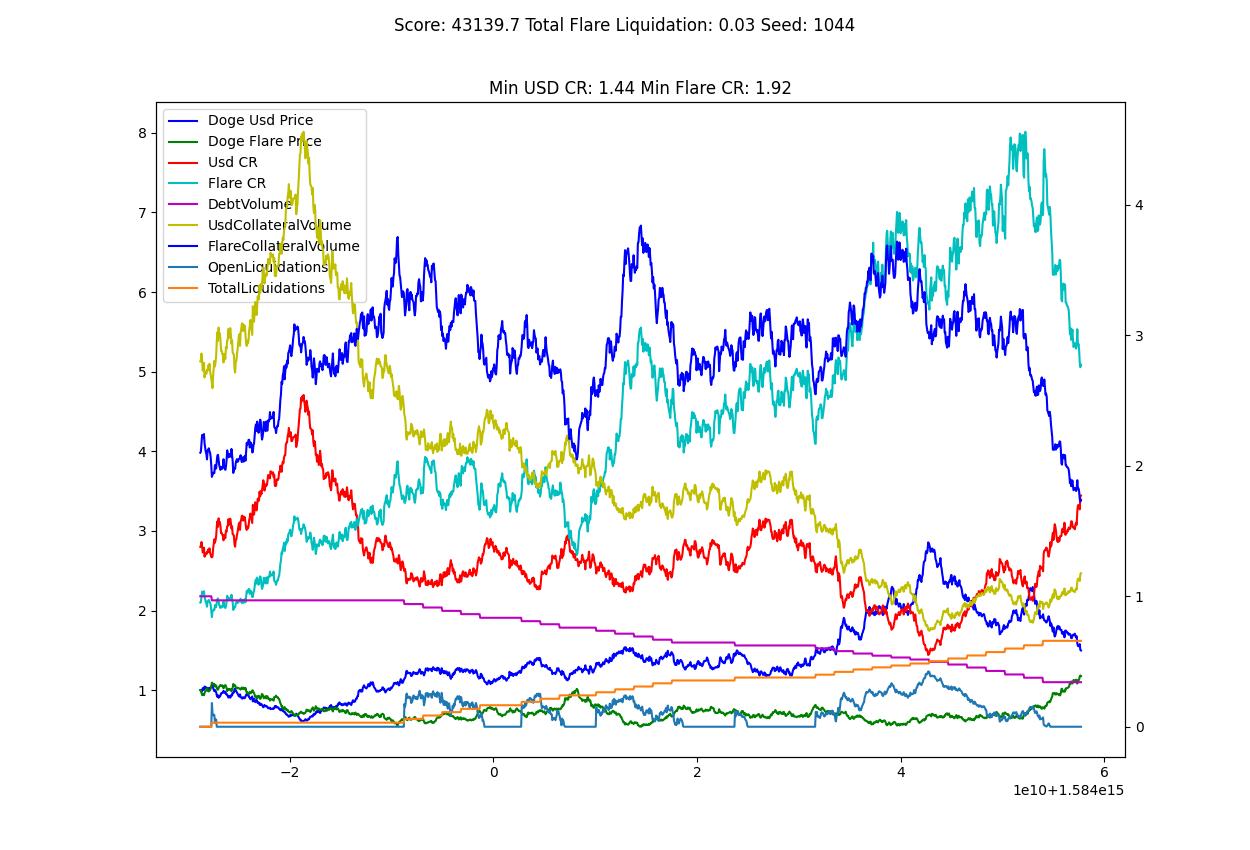 Score: 43139.7 Total Flare Liquidation: 0.03 Seed: 1044
Min USD CR: 1.44 Min Flare CR: 1.92
Doge Usd Price
Doge Flare Price
Usd CR
Flare CR
DebtVolume
UsdCollateralVolume
FlareCollateralVolume
OpenLiquidations
TotalLiquidations
8
7
6
5
4
3
2
1
4
3
2
1
0
−2
0
2
4
6
1e10+1.584e15